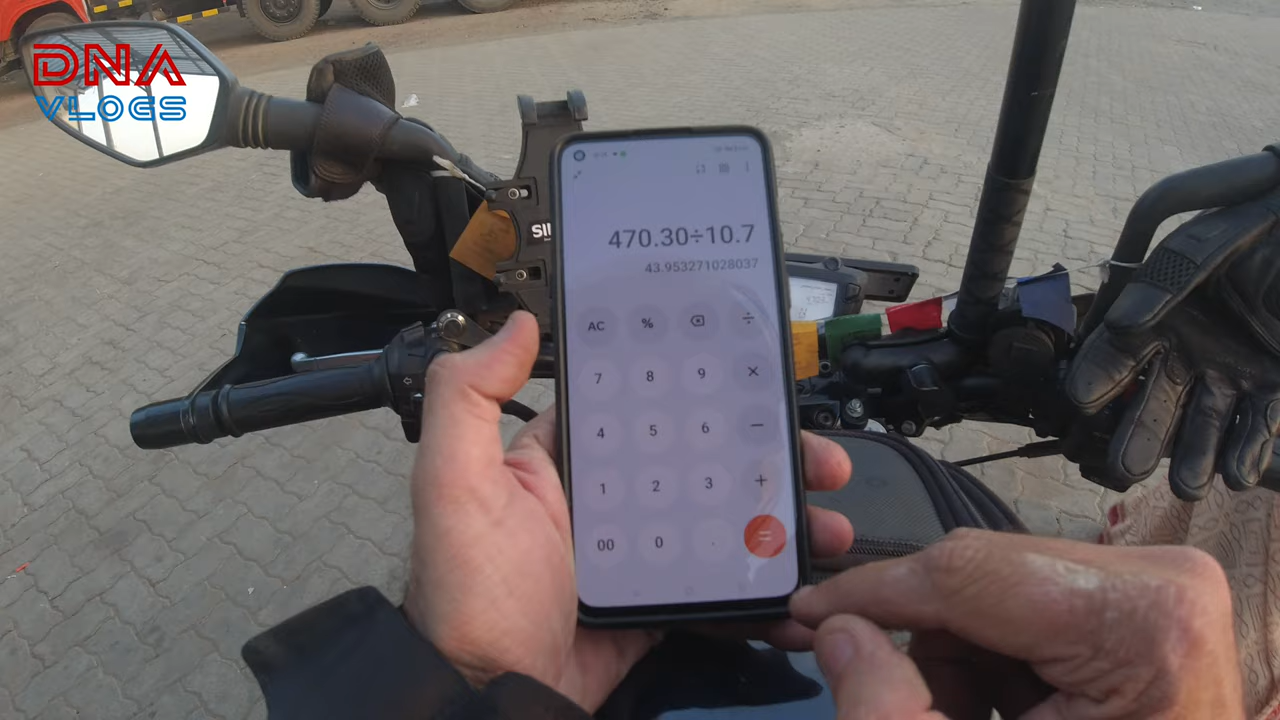 DNA
VLOGS
470.30÷10.7
43.953271028037
AC % ÷
7 8 9 ×
4 5 6 −
1 2 3 +
00 0 . =